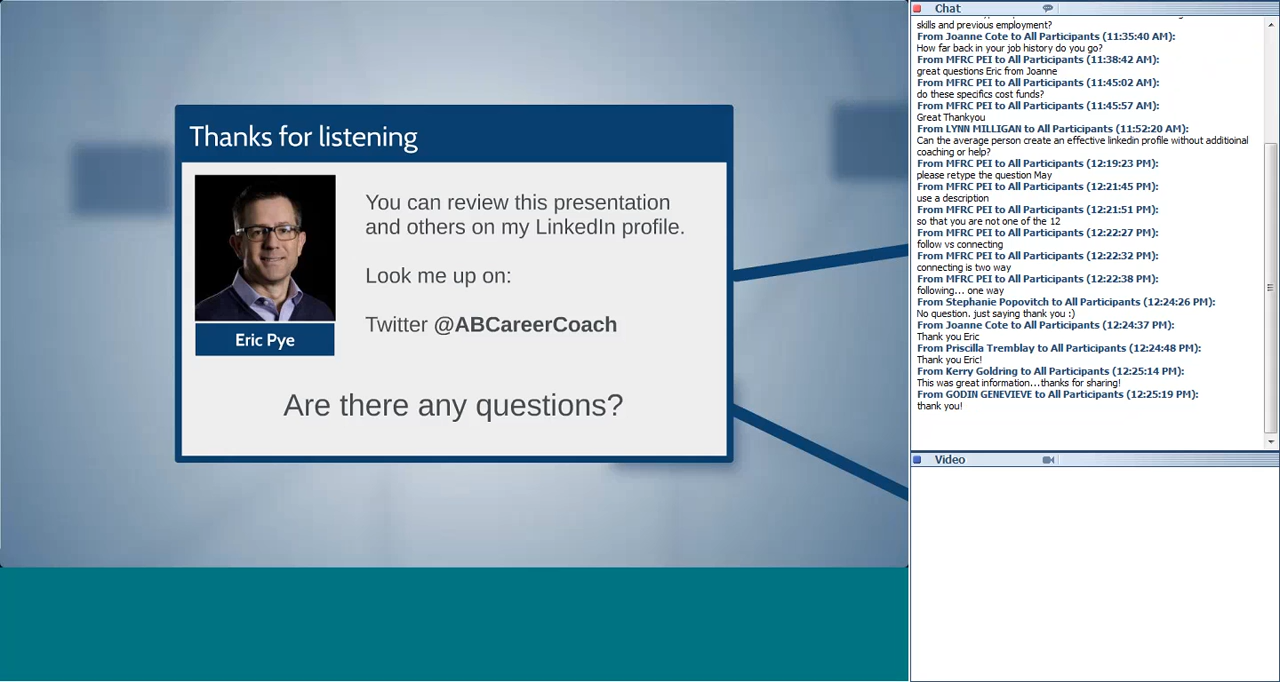 Thanks for listening
You can review this presentation
and others on my LinkedIn profile.
Look me up on:
Twitter @ABCareerCoach
Eric Pye
Are there any questions?
Chat
skills and previous employment?
From Joanne Cote to All Participants (11:35:40 AM):
How far back in your job history do you go?
From MFRC PEI to All Participants (11:38:42 AM):
great questions Eric from Joanne
From MFRC PEI to All Participants (11:45:02 AM):
do these specifics cost funds?
From MFRC PEI to All Participants (11:45:57 AM):
Great Thankyou
From LYNN MILLIGAN to All Participants (11:52:20 AM):
Can the average person create an effective linkedin profile without additioinal
coaching or help?
From MFRC PEI to All Participants (12:19:23 PM):
please retype the question May
From MFRC PEI to All Participants (12:21:45 PM):
use a description
From MFRC PEI to All Participants (12:21:51 PM):
so that you are not one of the 12
From MFRC PEI to All Participants (12:22:27 PM):
follow vs connecting
From MFRC PEI to All Participants (12:22:32 PM):
connecting is two way
From MFRC PEI to All Participants (12:22:38 PM):
following... one way
From Stephanie Popovitch to All Participants (12:24:26 PM):
No question. just saying thank you :)
From Joanne Cote to All Participants (12:24:37 PM):
Thank you Eric
From Priscilla Tremblay to All Participants (12:24:48 PM):
Thank you Eric!
From Kerry Goldring to All Participants (12:25:14 PM):
This was great information...thanks for sharing!
From GODIN GENEVIEVE to All Participants (12:25:19 PM):
thank you!
Video